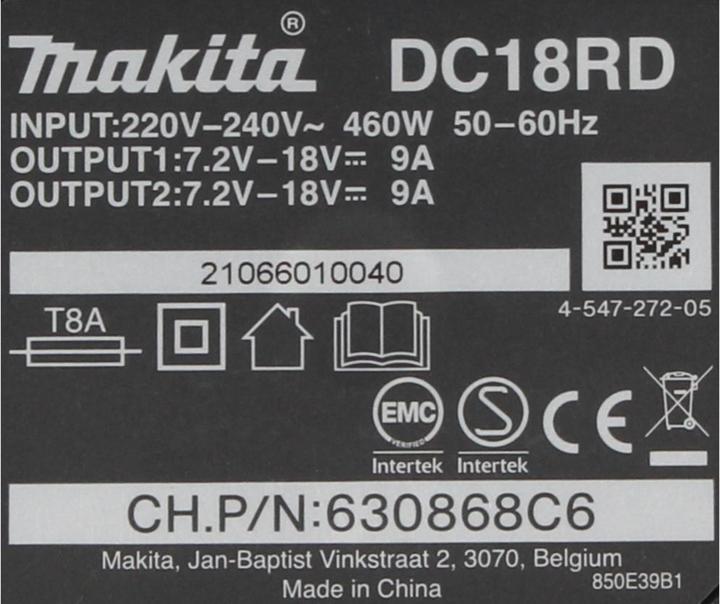 makita® DC18RD
INPUT:220V–240V~ 460W 50–60Hz
OUTPUT1:7.2V–18V⎓ 9A
OUTPUT2:7.2V–18V⎓ 9A
21066010040
4-547-272-05
T8A
EMC
VERIFIED
S
CE
Intertek Intertek
CH.P/N:630868C6
Makita, Jan-Baptist Vinkstraat 2, 3070, Belgium
Made in China 850E39B1